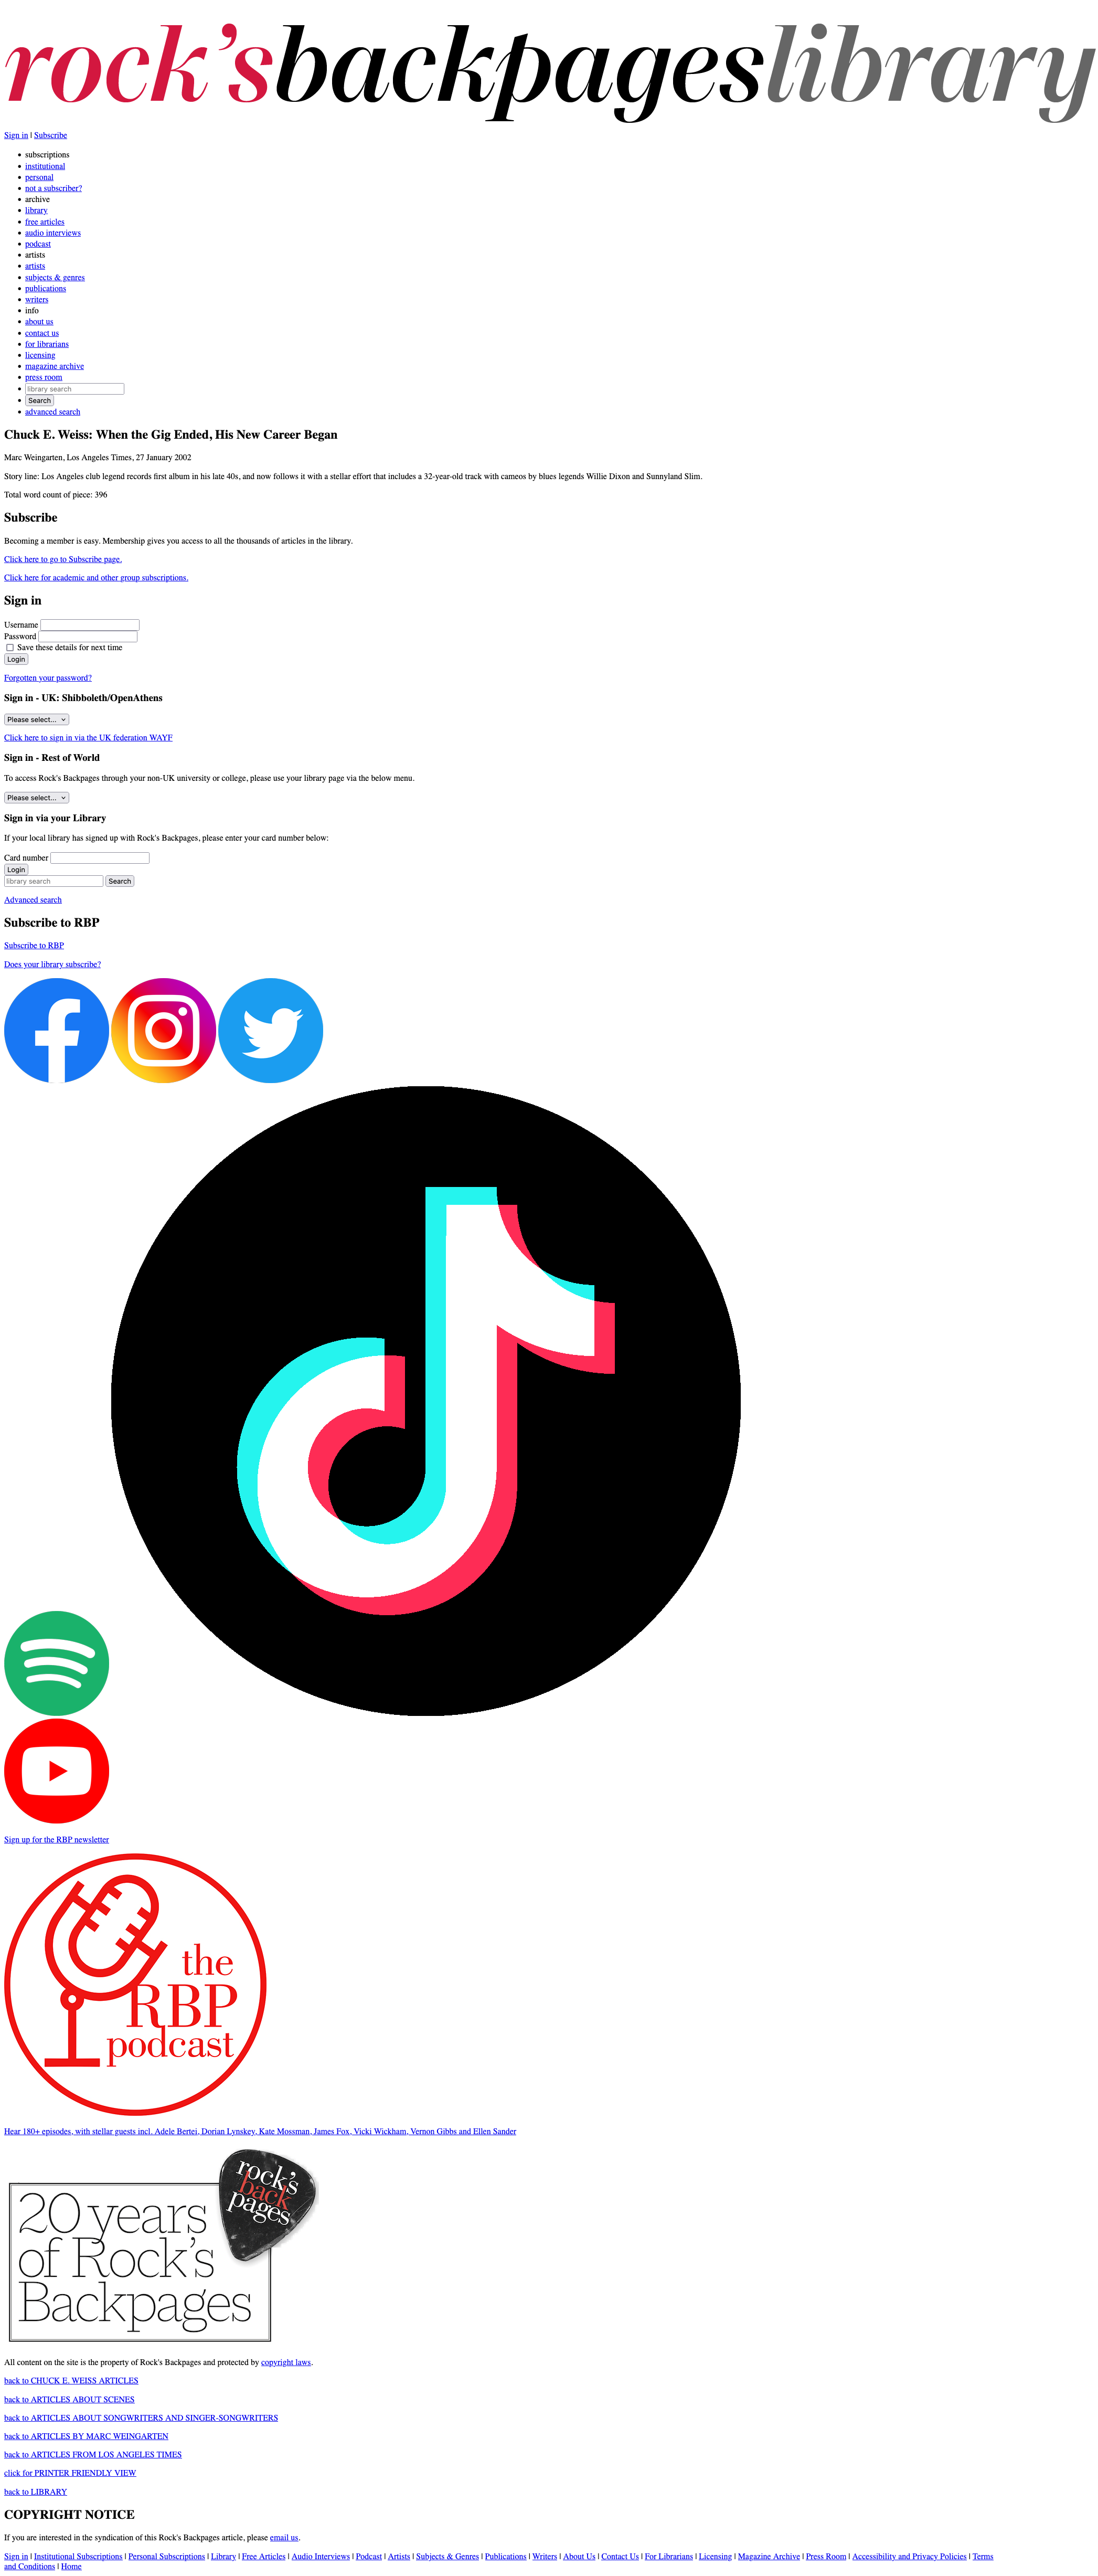 rock'sbackpageslibrary
Sign in | Subscribe
subscriptions
institutional
personal
not a subscriber?
archive
library
free articles
audio interviews
podcast
artists
artists
subjects & genres
publications
writers
info
about us
contact us
for librarians
licensing
magazine archive
press room
library search
Search
advanced search
Chuck E. Weiss: When the Gig Ended, His New Career Began
Marc Weingarten, Los Angeles Times, 27 January 2002
Story line: Los Angeles club legend records first album in his late 40s, and now follows it with a stellar effort that includes a 32-year-old track with cameos by blues legends Willie Dixon and Sunnyland Slim.
Total word count of piece: 396
Subscribe
Becoming a member is easy. Membership gives you access to all the thousands of articles in the library.
Click here to go to Subscribe page.
Click here for academic and other group subscriptions.
Sign in
Username
Password
Save these details for next time
Login
Forgotten your password?
Sign in - UK: Shibboleth/OpenAthens
Please select...
Click here to sign in via the UK federation WAYF
Sign in - Rest of World
To access Rock's Backpages through your non-UK university or college, please use your library page via the below menu.
Please select...
Sign in via your Library
If your local library has signed up with Rock's Backpages, please enter your card number below:
Card number
Login
library search Search
Advanced search
Subscribe to RBP
Subscribe to RBP
Does your library subscribe?
Sign up for the RBP newsletter
the
RBP
podcast
Hear 180+ episodes, with stellar guests incl. Adele Bertei, Dorian Lynskey, Kate Mossman, James Fox, Vicki Wickham, Vernon Gibbs and Ellen Sander
rock's
back
pages
20 years
of Rock's
Backpages
All content on the site is the property of Rock's Backpages and protected by copyright laws.
back to CHUCK E. WEISS ARTICLES
back to ARTICLES ABOUT SCENES
back to ARTICLES ABOUT SONGWRITERS AND SINGER-SONGWRITERS
back to ARTICLES BY MARC WEINGARTEN
back to ARTICLES FROM LOS ANGELES TIMES
click for PRINTER FRIENDLY VIEW
back to LIBRARY
COPYRIGHT NOTICE
If you are interested in the syndication of this Rock's Backpages article, please email us.
Sign in | Institutional Subscriptions | Personal Subscriptions | Library | Free Articles | Audio Interviews | Podcast | Artists | Subjects & Genres | Publications | Writers | About Us | Contact Us | For Librarians | Licensing | Magazine Archive | Press Room | Accessibility and Privacy Policies | Terms
and Conditions | Home